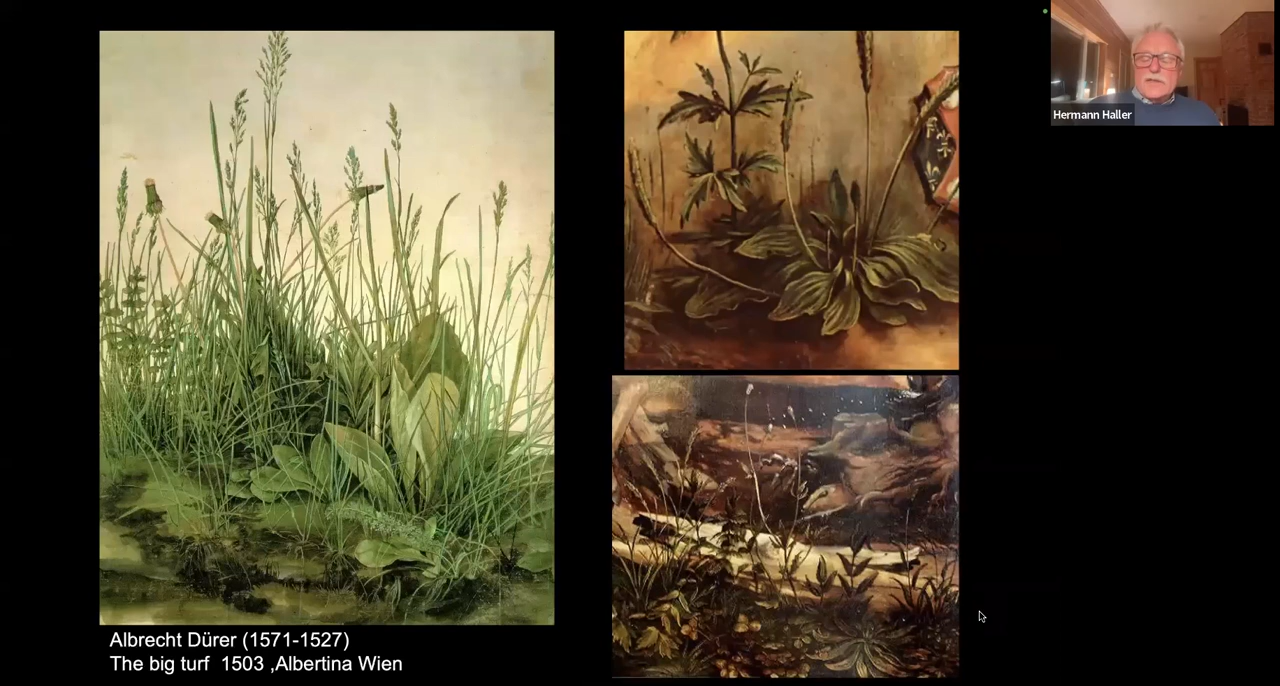 Hermann Haller
Albrecht Dürer (1571-1527)
The big turf 1503 ,Albertina Wien